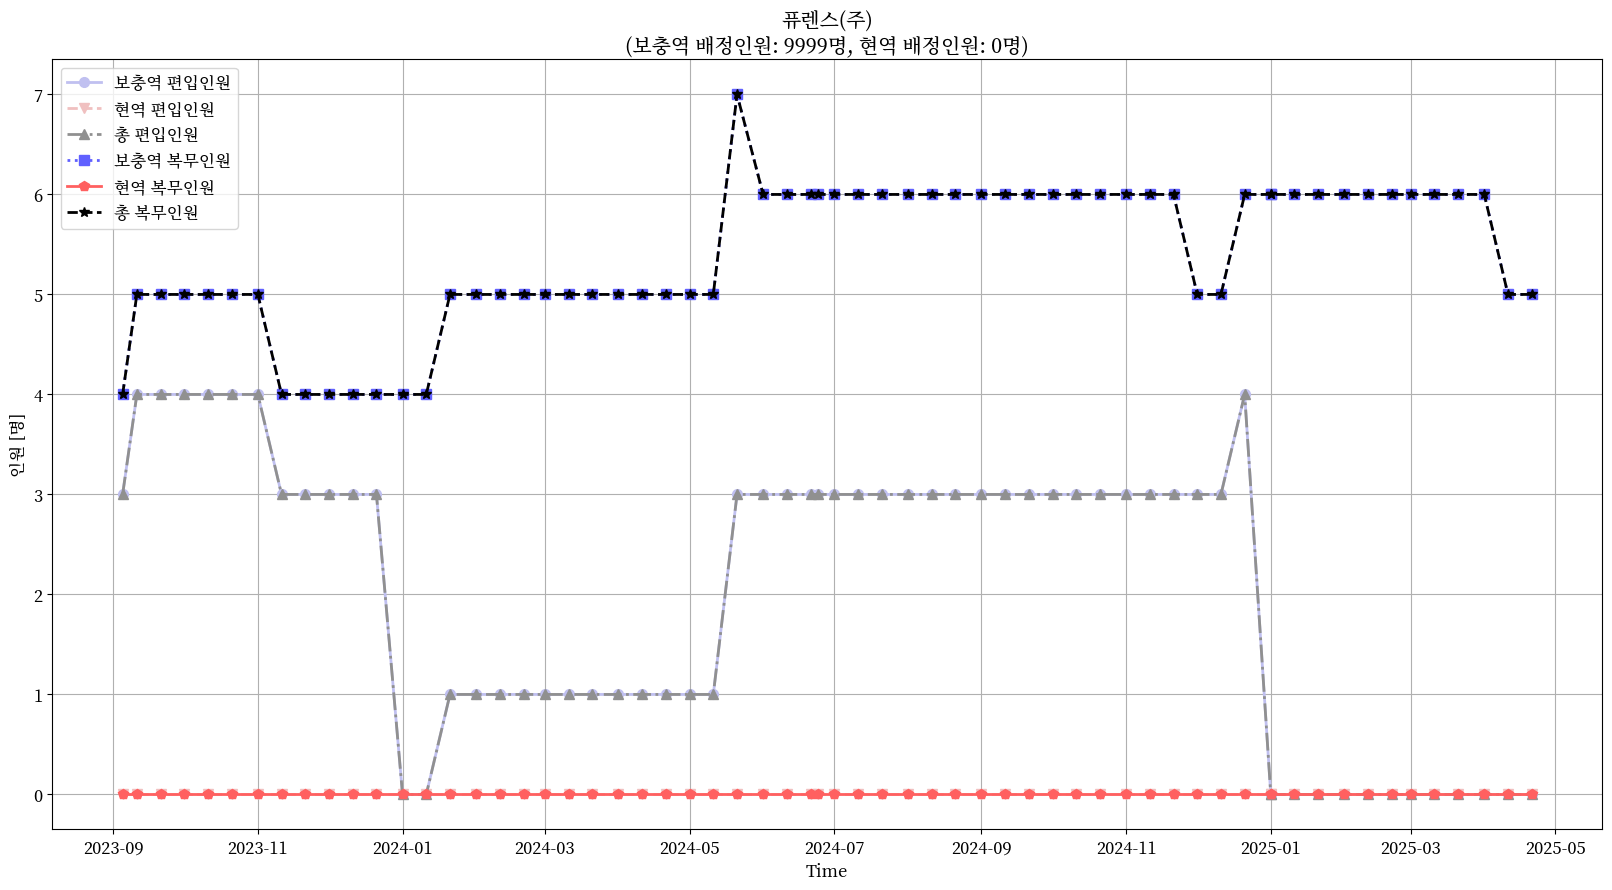 퓨렌스(주)
(보충역 배정인원: 9999명, 현역 배정인원: 0명)
보충역 편입인원
현역 편입인원
총 편입인원
보충역 복무인원
현역 복무인원
총 복무인원
7
6
5
4
3
2
1
0
인원 [명]
2023-09
2023-11
2024-01
2024-03
2024-05
2024-07
2024-09
2024-11
2025-01
2025-03
2025-05
Time